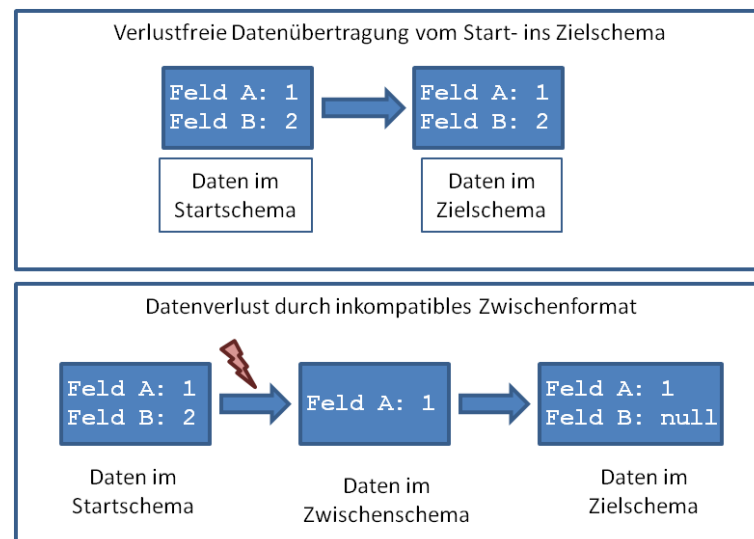 Verlustfreie Datenübertragung vom Start- ins Zielschema
Feld A: 1
Feld B: 2
Feld A: 1
Feld B: 2
Daten im
Startschema
Daten im
Zielschema
Datenverlust durch inkompatibles Zwischenformat
Feld A: 1
Feld B: 2
Feld A: 1
Feld A: 1
Feld B: null
Daten im
Startschema
Daten im
Zwischenschema
Daten im
Zielschema